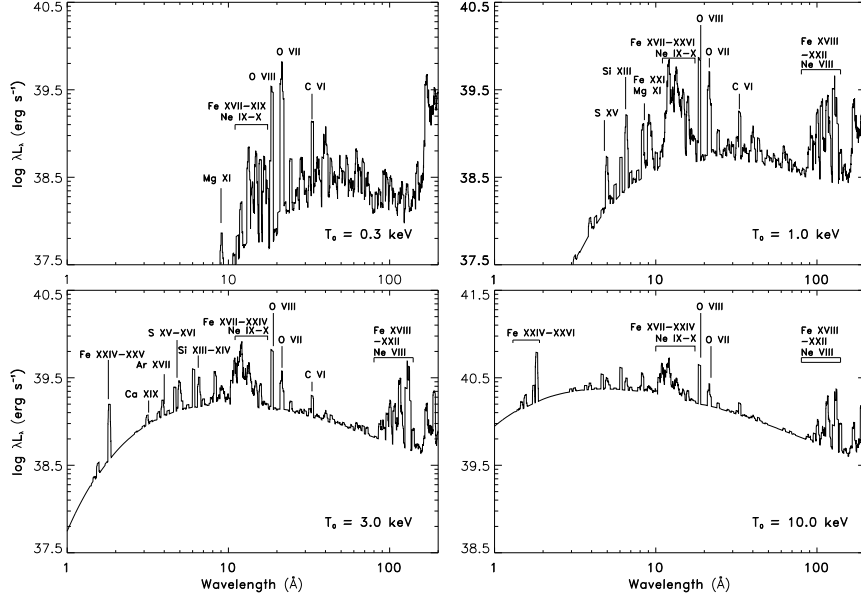 40.5
39.5
38.5
37.5
log λLλ (erg s⁻¹)
O VII
O VIII
C VI
Fe XVII−XIX
Ne IX−X
Mg XI
T₀ = 0.3 keV
1
10
100
40.5
39.5
38.5
37.5
O VIII
Fe XVII−XXVI
Ne IX−X
O VII
Fe XVIII
−XXII
Ne VIII
Si XIII
Fe XXI
Mg XI
C VI
S XV
T₀ = 1.0 keV
1
10
100
40.5
39.5
38.5
37.5
log λLλ (erg s⁻¹)
O VIII
Fe XVII−XXIV
Ne IX−X
S XV−XVI
O VII
Fe XVIII
−XXII
Ne VIII
Fe XXIV−XXV
Si XIII−XIV
Ar XVII
C VI
Ca XIX
T₀ = 3.0 keV
1
10
100
Wavelength (Å)
41.5
40.5
39.5
38.5
O VIII
Fe XXIV−XXVI
Fe XVII−XXIV
Ne IX−X
O VII
Fe XVIII
−XXII
Ne VIII
T₀ = 10.0 keV
1
10
100
Wavelength (Å)